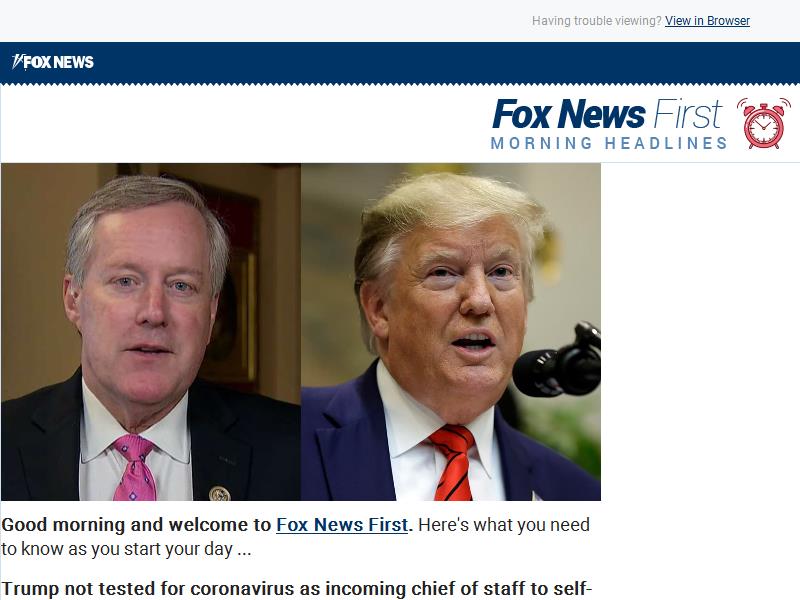 Having trouble viewing? View in Browser
FOX NEWS
Fox News First
MORNING HEADLINES
Good morning and welcome to Fox News First. Here's what you need
to know as you start your day ...
Trump not tested for coronavirus as incoming chief of staff to self-